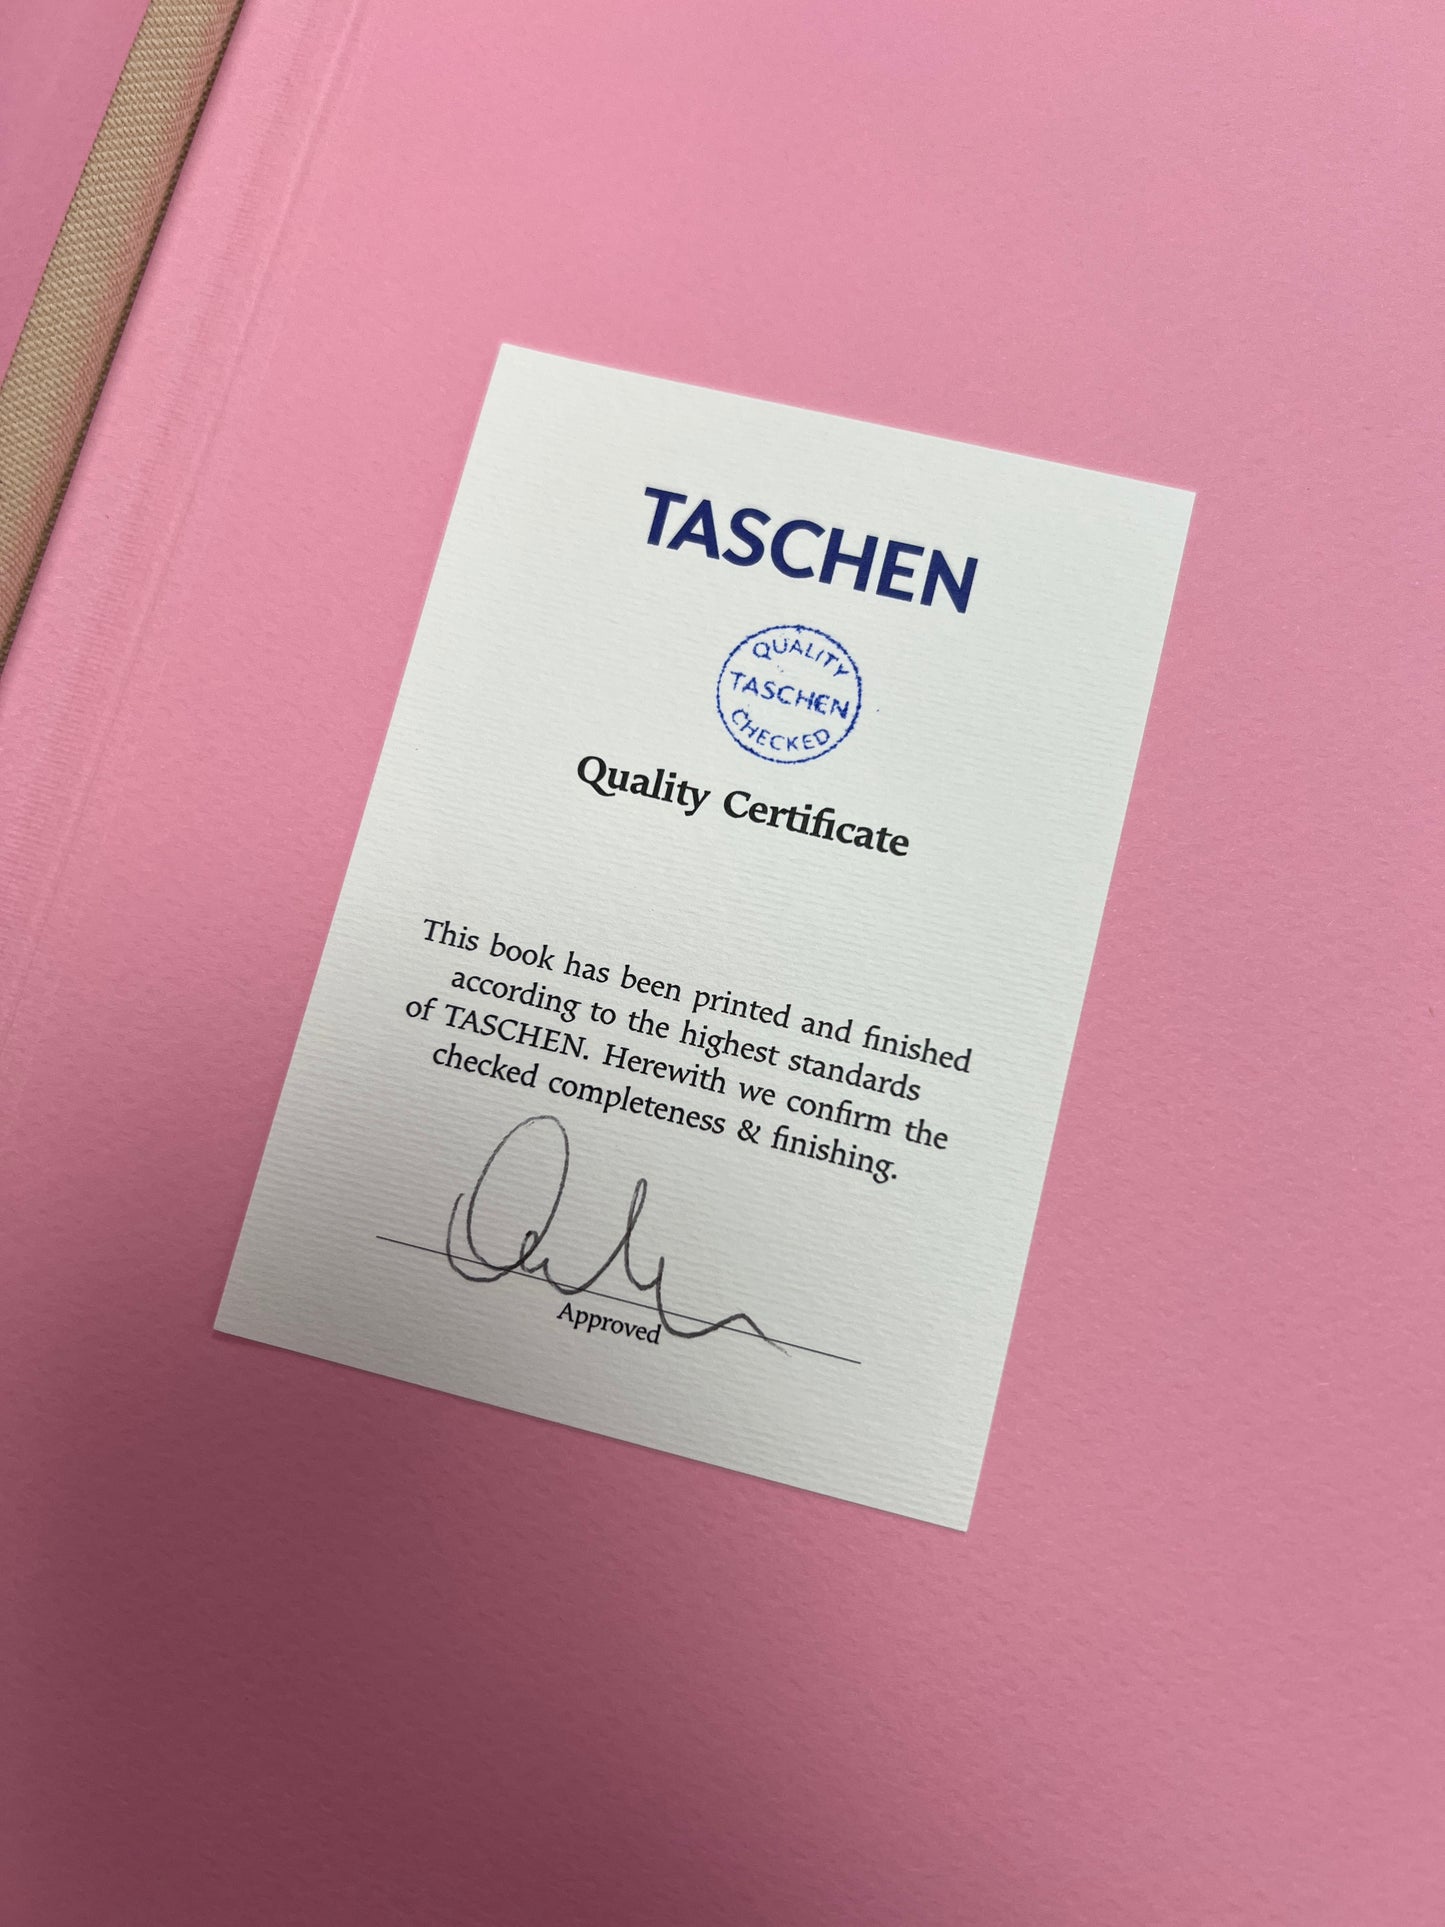 TASCHEN
QUALITY
TASCHEN
CHECKED
Quality Certificate
This book has been printed and finished
according to the highest standards
of TASCHEN. Herewith we confirm the
checked completeness & finishing.
Approved